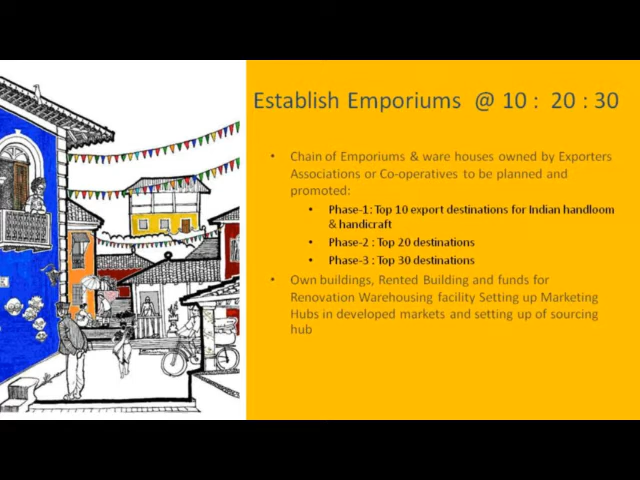 Establish Emporiums @ 10 : 20 : 30
• Chain of Emporiums & ware houses owned by Exporters
Associations or Co-operatives to be planned and
promoted:
• Phase-1: Top 10 export destinations for Indian handloom
& handicraft
• Phase-2 : Top 20 destinations
• Phase-3 : Top 30 destinations
• Own buildings, Rented Building and funds for
Renovation Warehousing facility Setting up Marketing
Hubs in developed markets and setting up of sourcing
hub